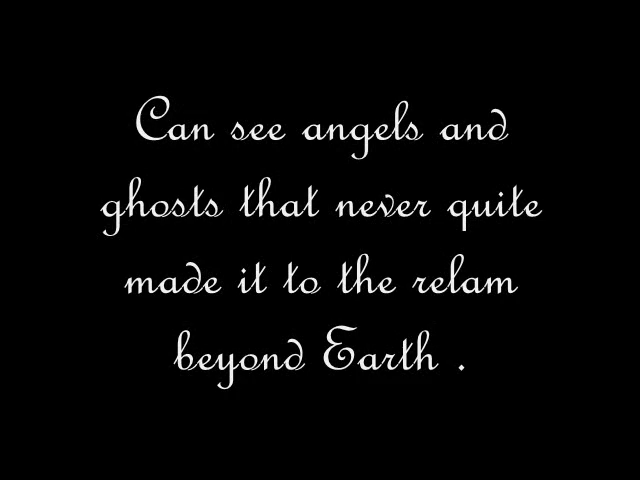 Can see angels and
ghosts that never quite
made it to the relam
beyond Earth .